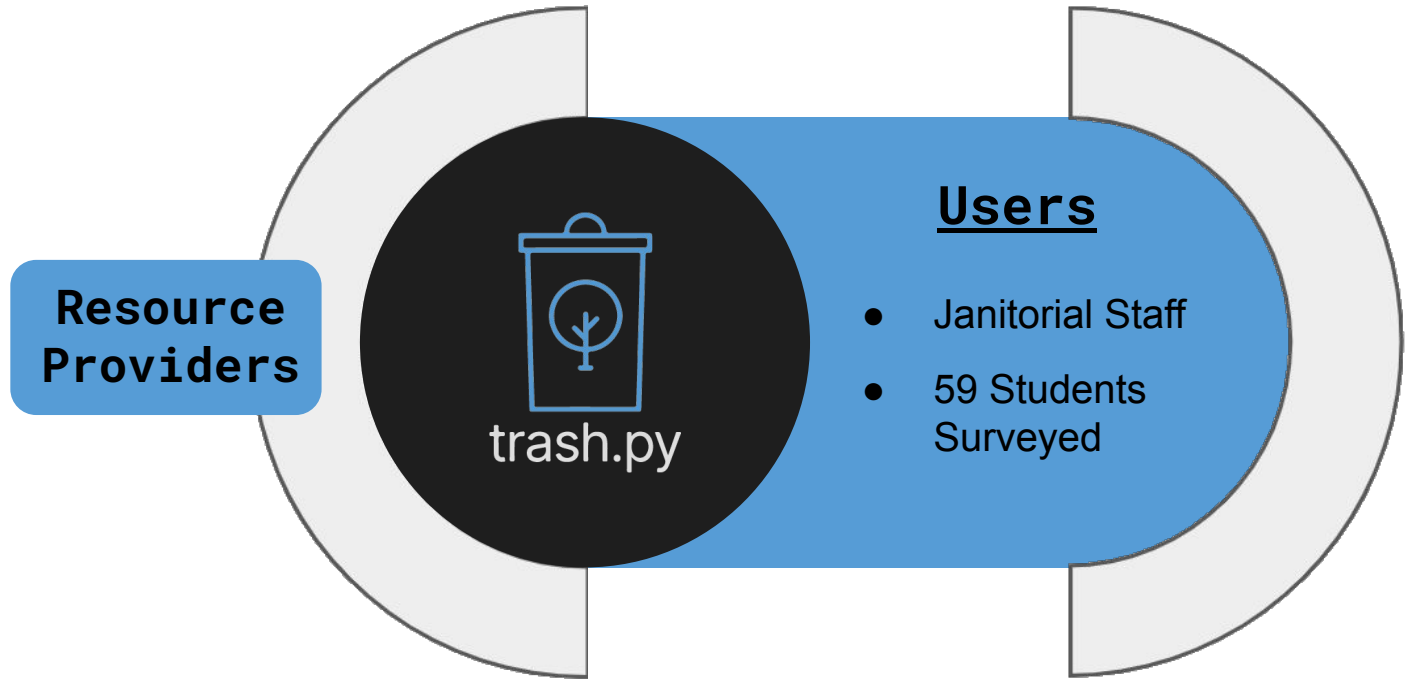 Resource
Providers
trash.py
Users
● Janitorial Staff
● 59 Students
Surveyed